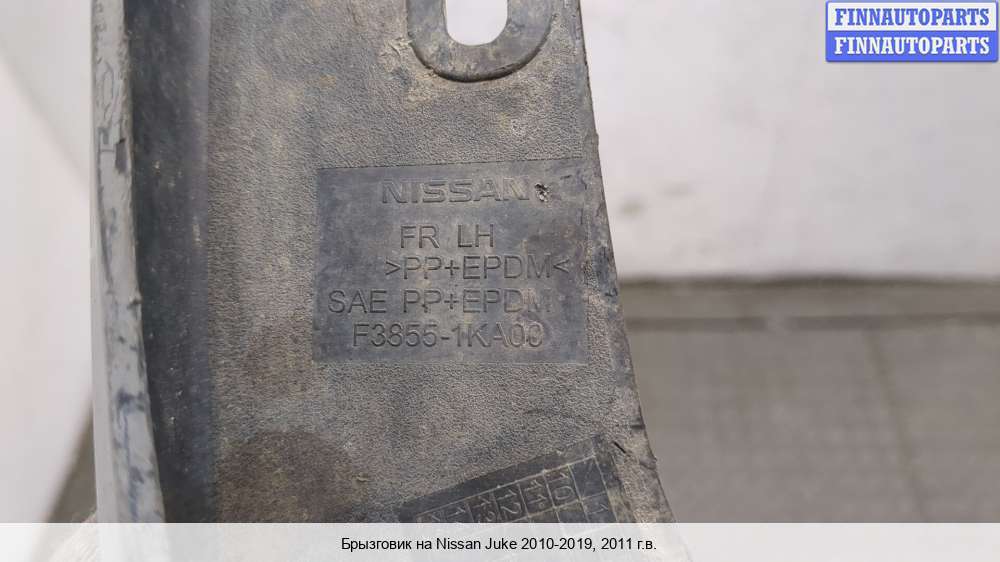 FINNAUTOPARTS
FINNAUTOPARTS
NISSAN
FR LH
>PP+EPDM<
SAE PP+EPDM
F3855-1KA00
Брызговик на Nissan Juke 2010-2019, 2011 г.в.